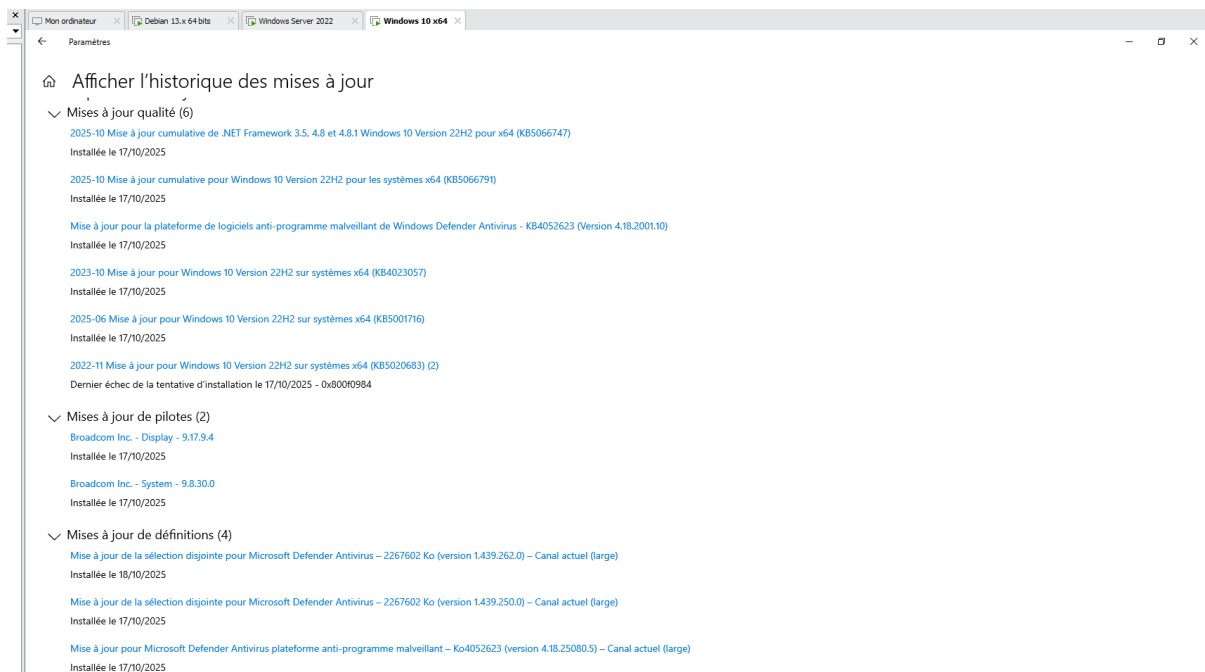 Mon ordinateur
Debian 13.x 64 bits
Windows Server 2022
Windows 10 x64
Paramètres
Afficher l'historique des mises à jour
Mises à jour qualité (6)
2025-10 Mise à jour cumulative de .NET Framework 3.5, 4.8 et 4.8.1 Windows 10 Version 22H2 pour x64 (KB5066747)
Installée le 17/10/2025
2025-10 Mise à jour cumulative pour Windows 10 Version 22H2 pour les systèmes x64 (KB5066791)
Installée le 17/10/2025
Mise à jour pour la plateforme de logiciels anti-programme malveillant de Windows Defender Antivirus - KB4052623 (Version 4.18.2001.10)
Installée le 17/10/2025
2023-10 Mise à jour pour Windows 10 Version 22H2 sur systèmes x64 (KB4023057)
Installée le 17/10/2025
2025-06 Mise à jour pour Windows 10 Version 22H2 sur systèmes x64 (KB5001716)
Installée le 17/10/2025
2022-11 Mise à jour pour Windows 10 Version 22H2 sur systèmes x64 (KB5020683) (2)
Dernier échec de la tentative d'installation le 17/10/2025 - 0x800f0984
Mises à jour de pilotes (2)
Broadcom Inc. - Display - 9.17.9.4
Installée le 17/10/2025
Broadcom Inc. - System - 9.8.30.0
Installée le 17/10/2025
Mises à jour de définitions (4)
Mise à jour de la sélection disjointe pour Microsoft Defender Antivirus – 2267602 Ko (version 1.439.262.0) – Canal actuel (large)
Installée le 18/10/2025
Mise à jour de la sélection disjointe pour Microsoft Defender Antivirus – 2267602 Ko (version 1.439.250.0) – Canal actuel (large)
Installée le 17/10/2025
Mise à jour pour Microsoft Defender Antivirus plateforme anti-programme malveillant – Ko4052623 (version 4.18.25080.5) – Canal actuel (large)
Installée le 17/10/2025